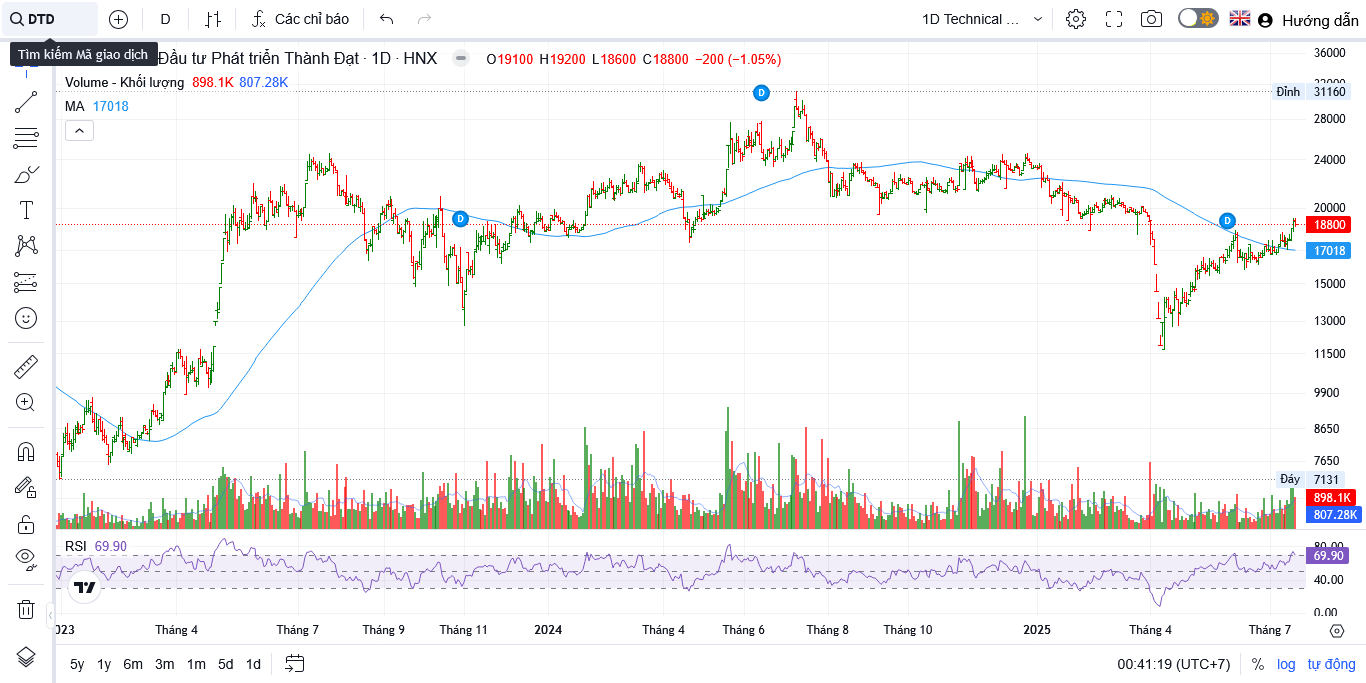 DTD
D
Các chỉ báo
1D Technical ...
Hướng dẫn
Tìm kiếm Mã giao dịch
Đầu tư Phát triển Thành Đạt · 1D · HNX
O19100 H19200 L18600 C18800 −200 (−1.05%)
Volume - Khối lượng 898.1K 807.28K
MA 17018
D
D
D
36000
32000
Đỉnh 31160
28000
24000
20000
18800
17018
15000
13000
11500
9900
8650
7650
Đáy 7131
898.1K
807.28K
RSI 69.90
80.00
69.90
40.00
0.00
023
Tháng 4
Tháng 7
Tháng 9
Tháng 11
2024
Tháng 4
Tháng 6
Tháng 8
Tháng 10
2025
Tháng 4
Tháng 7
5y 1y 6m 3m 1m 5d 1d
00:41:19 (UTC+7)
% log tự động